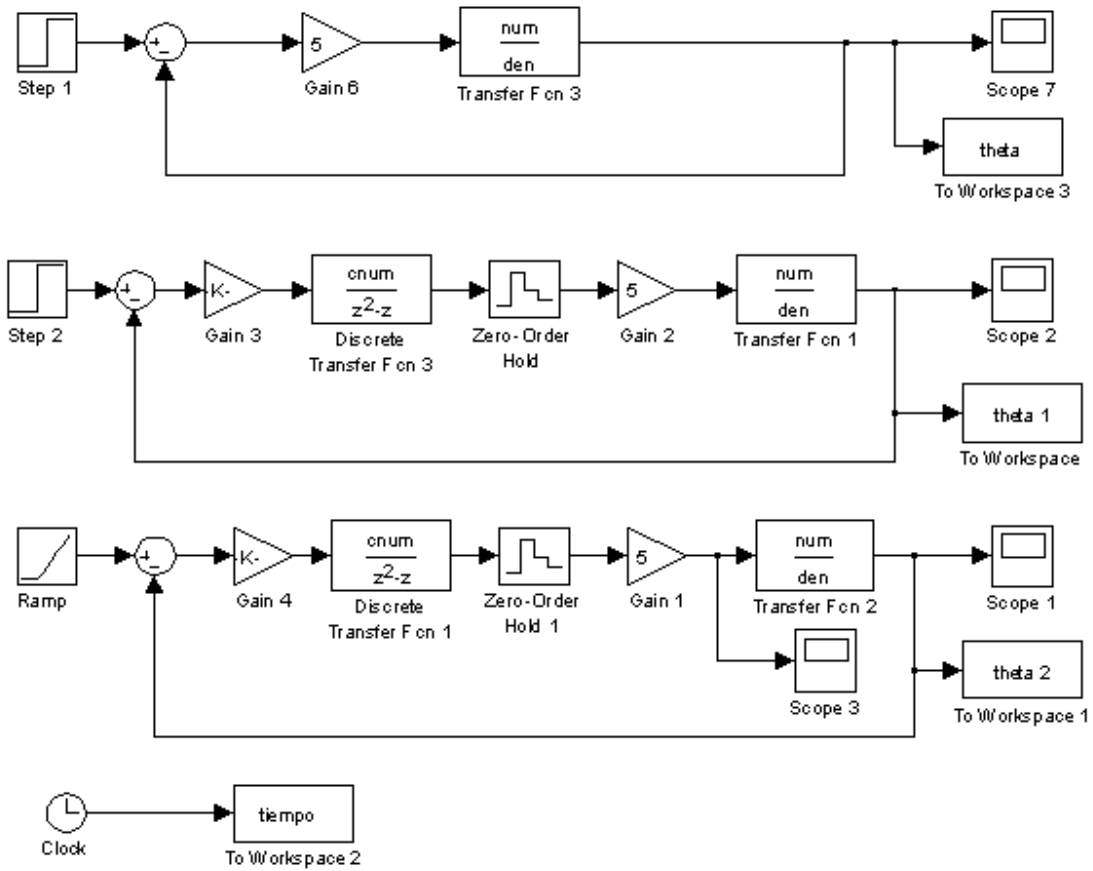 +
−
5
num
den
Step 1
Gain 6
Transfer Fcn 3
Scope 7
theta
To Workspace 3
+
−
-K-
cnum
z²-z
5
num
den
Step 2
Gain 3
Discrete
Transfer Fcn 3
Zero-Order
Hold
Gain 2
Transfer Fcn 1
Scope 2
theta 1
To Workspace
+
−
-K-
cnum
z²-z
5
num
den
Ramp
Gain 4
Discrete
Transfer Fcn 1
Zero-Order
Hold 1
Gain 1
Transfer Fcn 2
Scope 1
Scope 3
theta 2
To Workspace 1
tiempo
Clock
To Workspace 2